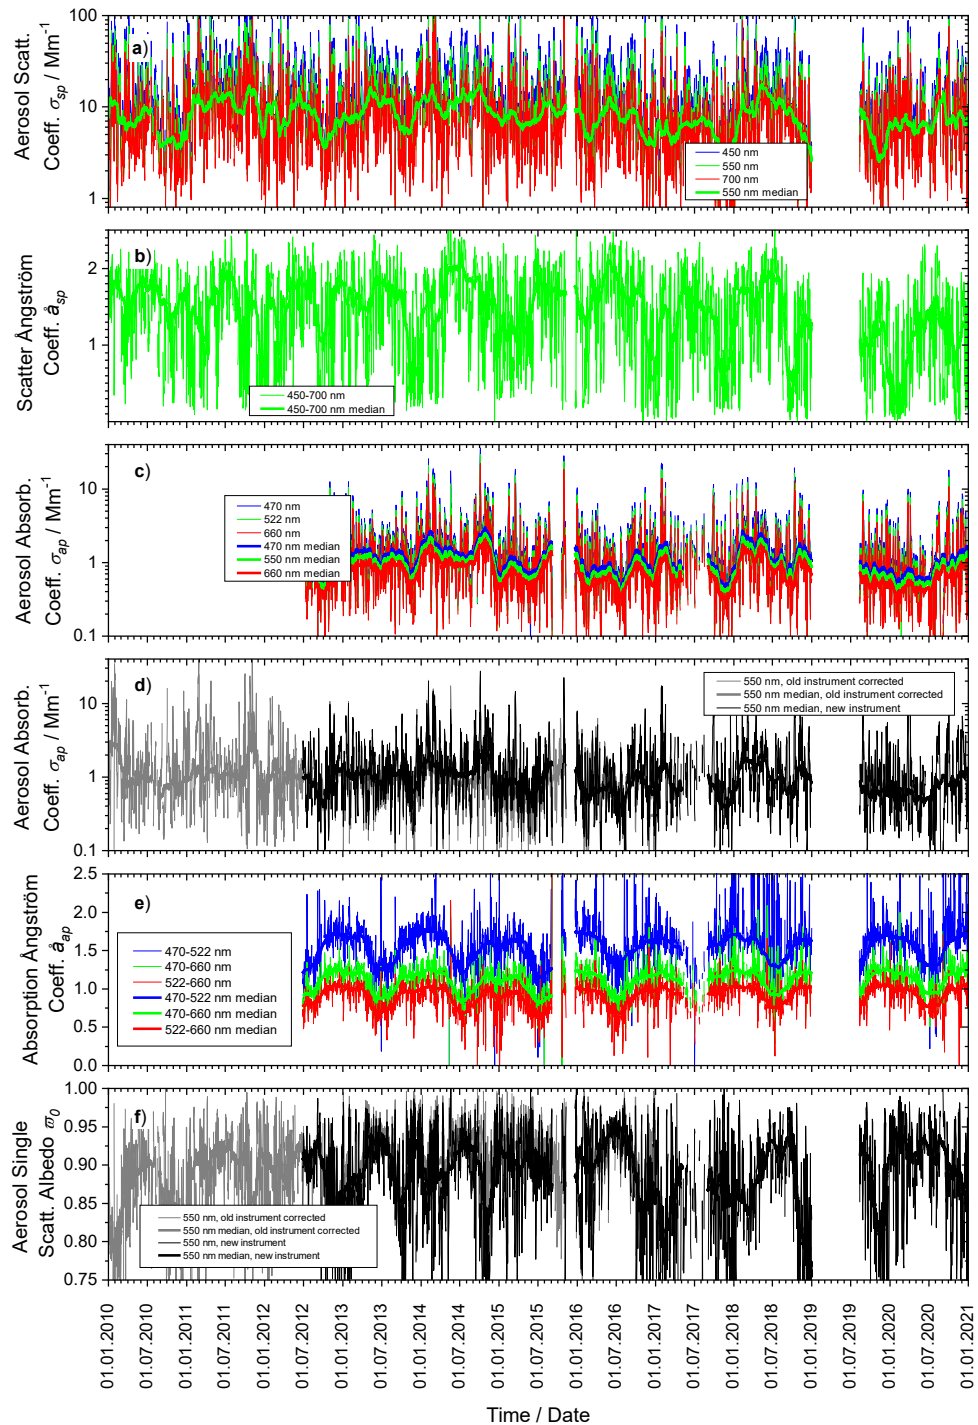 Aerosol Scatt.
Coeff. σsp / Mm-1
100
10
1
a)
450 nm
550 nm
700 nm
550 nm median
Scatter Ångström
Coeff. åsp
2
1
b)
450-700 nm
450-700 nm median
Aerosol Absorb.
Coeff. σap / Mm-1
10
1
0.1
c)
470 nm
522 nm
660 nm
470 nm median
550 nm median
660 nm median
Aerosol Absorb.
Coeff. σap / Mm-1
10
1
0.1
d)
550 nm, old instrument corrected
550 nm median, old instrument corrected
550 nm median, new instrument
Absorption Ångström
Coeff. åap
2.5
2.0
1.5
1.0
0.5
0.0
e)
470-522 nm
470-660 nm
522-660 nm
470-522 nm median
470-660 nm median
522-660 nm median
Aerosol Single
Scatt. Albedo ϖ0
1.00
0.95
0.90
0.85
0.80
0.75
f)
550 nm, old instrument corrected
550 nm median, old instrument corrected
550 nm, new instrument
550 nm median, new instrument
01.01.2010
01.07.2010
01.01.2011
01.07.2011
01.01.2012
01.07.2012
01.01.2013
01.07.2013
01.01.2014
01.07.2014
01.01.2015
01.07.2015
01.01.2016
01.07.2016
01.01.2017
01.07.2017
01.01.2018
01.07.2018
01.01.2019
01.07.2019
01.01.2020
01.07.2020
01.01.2021
Time / Date